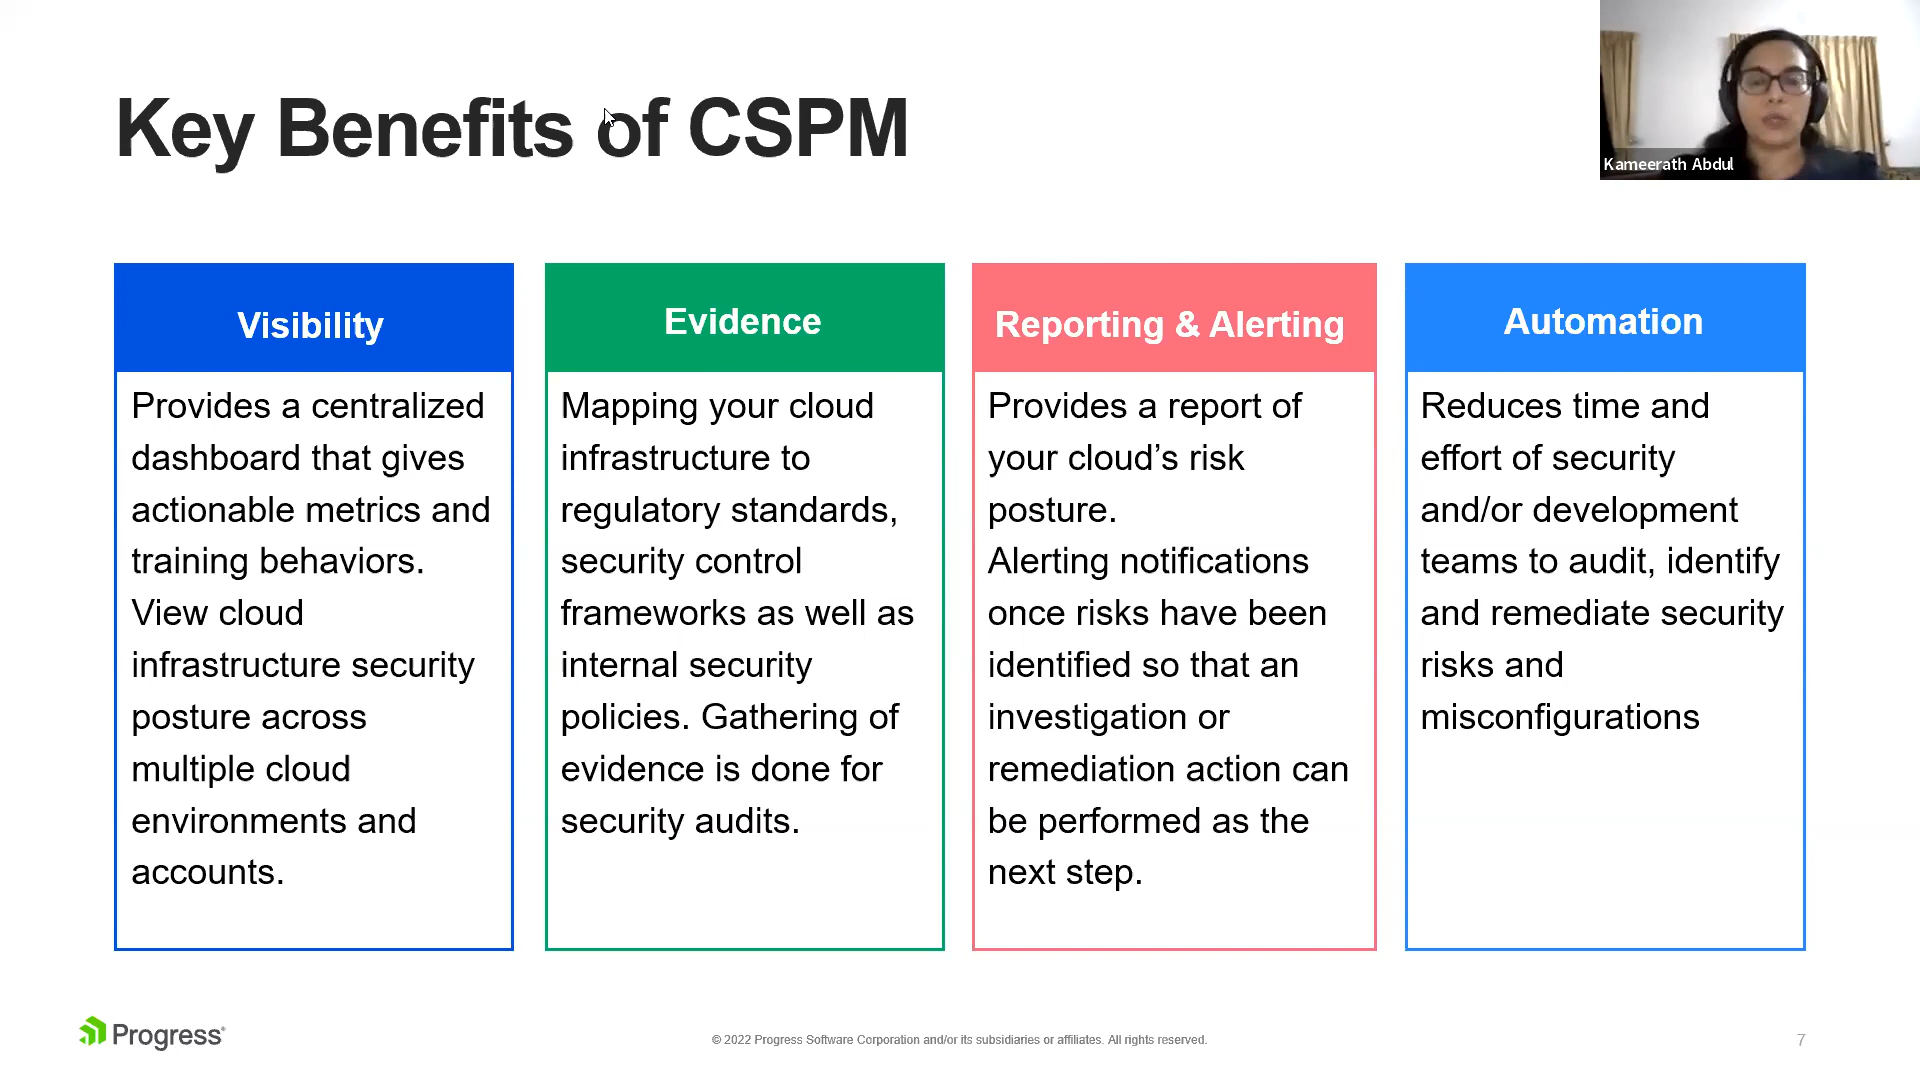 Key Benefits of CSPM
Kameerath Abdul
Visibility
Provides a centralized
dashboard that gives
actionable metrics and
training behaviors.
View cloud
infrastructure security
posture across
multiple cloud
environments and
accounts.
Evidence
Mapping your cloud
infrastructure to
regulatory standards,
security control
frameworks as well as
internal security
policies. Gathering of
evidence is done for
security audits.
Reporting & Alerting
Provides a report of
your cloud’s risk
posture.
Alerting notifications
once risks have been
identified so that an
investigation or
remediation action can
be performed as the
next step.
Automation
Reduces time and
effort of security
and/or development
teams to audit, identify
and remediate security
risks and
misconfigurations
Progress®
© 2022 Progress Software Corporation and/or its subsidiaries or affiliates. All rights reserved.
7